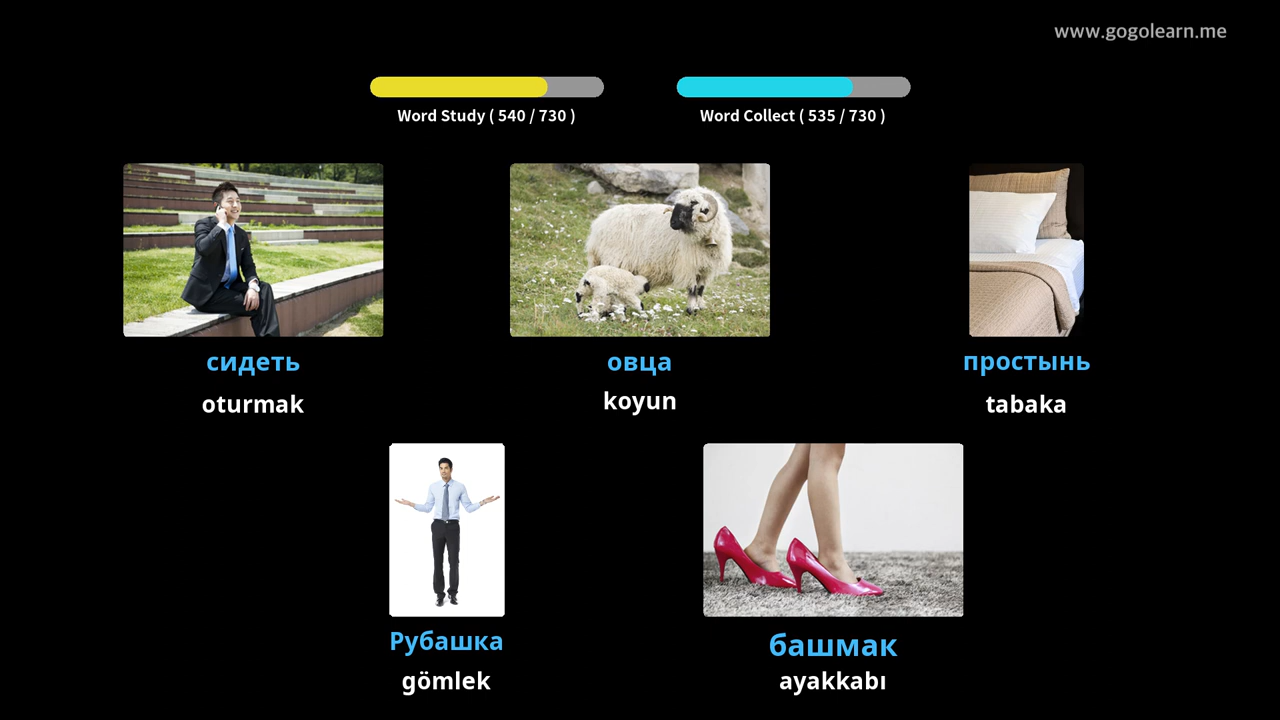 www.gogolearn.me
Word Study ( 540 / 730 )
Word Collect ( 535 / 730 )
сидеть
oturmak
овца
koyun
простынь
tabaka
Рубашка
gömlek
башмак
ayakkabı